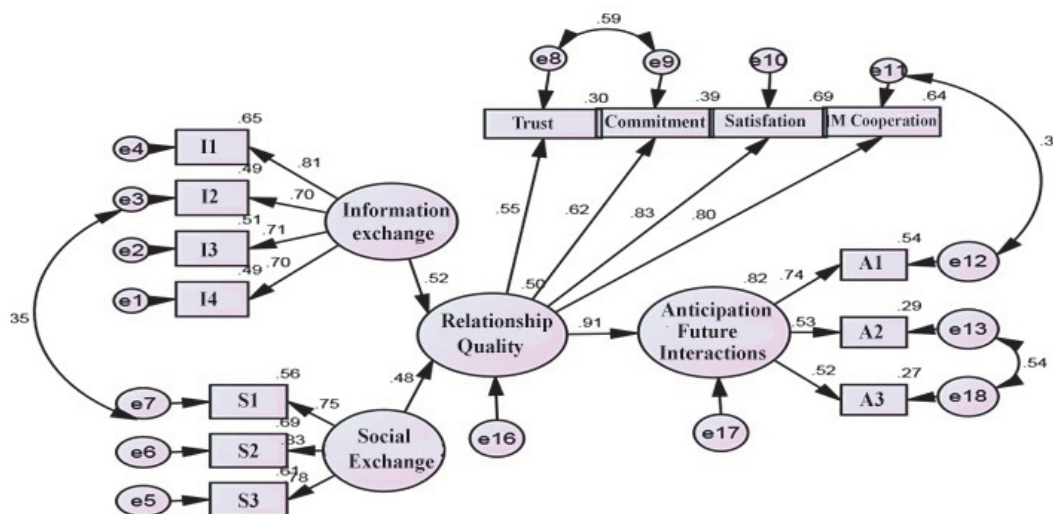 .59
e8
e9
e10
e11
.30
.39
.69
.64
Trust
Commitment
Satisfation
IM Cooperation
.3
.65
e4
I1
.81
.49
e3
I2
.70
.51
e2
I3
.71
.49
e1
I4
.70
Information
exchange
.52
35
.55
.62
.83
.80
.50
Relationship
Quality
.91
e16
.82
Anticipation
Future
Interactions
e17
.74
.54
A1
e12
.53
.29
A2
e13
.54
.52
.27
A3
e18
.48
.56
e7
S1
.75
.69
e6
S2
.83
.61
e5
S3
.78
Social
Exchange